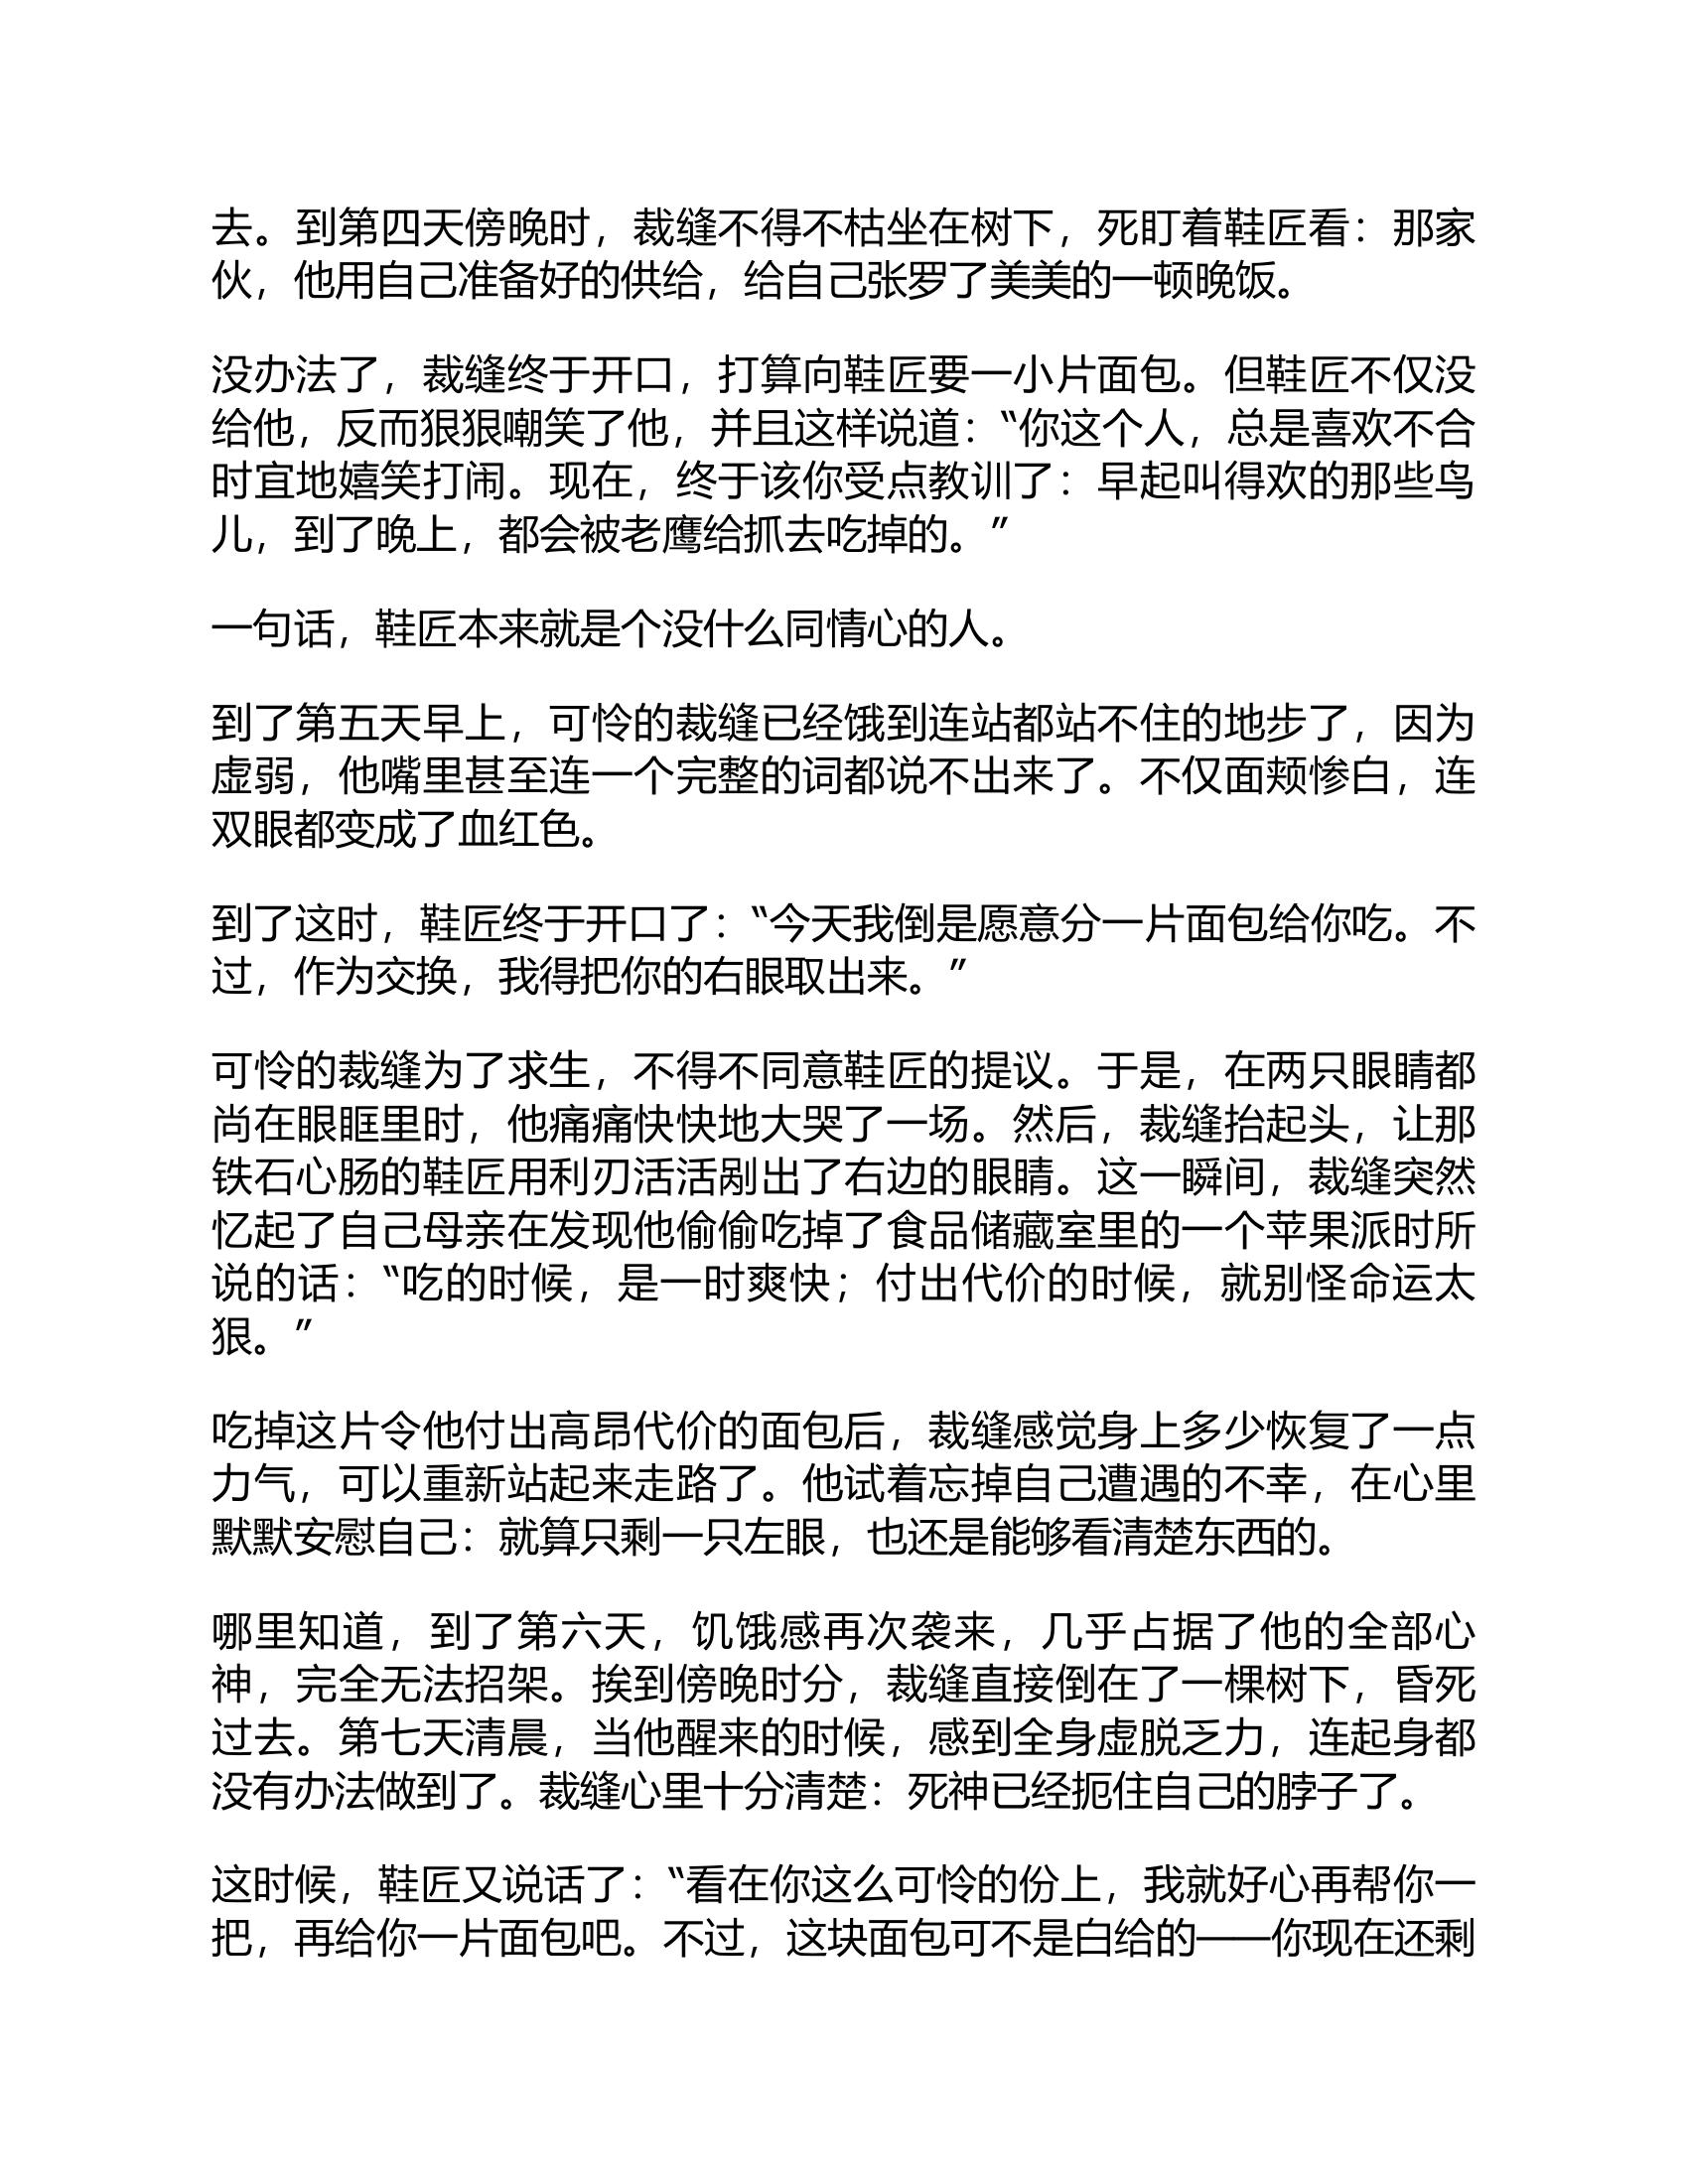 去。到第四天傍晚时，裁缝不得不枯坐在树下，死盯着鞋匠看：那家
伙，他用自己准备好的供给，给自己张罗了美美的一顿晚饭。
没办法了，裁缝终于开口，打算向鞋匠要一小片面包。但鞋匠不仅没
给他，反而狠狠嘲笑了他，并且这样说道：“你这个人，总是喜欢不合
时宜地嬉笑打闹。现在，终于该你受点教训了：早起叫得欢的那些鸟
儿，到了晚上，都会被老鹰给抓去吃掉的。”
一句话，鞋匠本来就是个没什么同情心的人。
到了第五天早上，可怜的裁缝已经饿到连站都站不住的地步了，因为
虚弱，他嘴里甚至连一个完整的词都说不出来了。不仅面颊惨白，连
双眼都变成了血红色。
到了这时，鞋匠终于开口了：“今天我倒是愿意分一片面包给你吃。不
过，作为交换，我得把你的右眼取出来。”
可怜的裁缝为了求生，不得不同意鞋匠的提议。于是，在两只眼睛都
尚在眼眶里时，他痛痛快快地大哭了一场。然后，裁缝抬起头，让那
铁石心肠的鞋匠用利刃活活剐出了右边的眼睛。这一瞬间，裁缝突然
忆起了自己母亲在发现他偷偷吃掉了食品储藏室里的一个苹果派时所
说的话：“吃的时候，是一时爽快；付出代价的时候，就别怪命运太
狠。”
吃掉这片令他付出高昂代价的面包后，裁缝感觉身上多少恢复了一点
力气，可以重新站起来走路了。他试着忘掉自己遭遇的不幸，在心里
默默安慰自己：就算只剩一只左眼，也还是能够看清楚东西的。
哪里知道，到了第六天，饥饿感再次袭来，几乎占据了他的全部心
神，完全无法招架。挨到傍晚时分，裁缝直接倒在了一棵树下，昏死
过去。第七天清晨，当他醒来的时候，感到全身虚脱乏力，连起身都
没有办法做到了。裁缝心里十分清楚：死神已经扼住自己的脖子了。
这时候，鞋匠又说话了：“看在你这么可怜的份上，我就好心再帮你一
把，再给你一片面包吧。不过，这块面包可不是白给的——你现在还剩